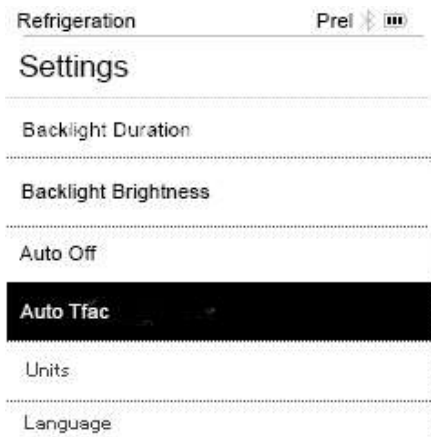 Refrigeration Prel
Settings
Backlight Duration
Backlight Brightness
Auto Off
Auto Tfac
Units
Language